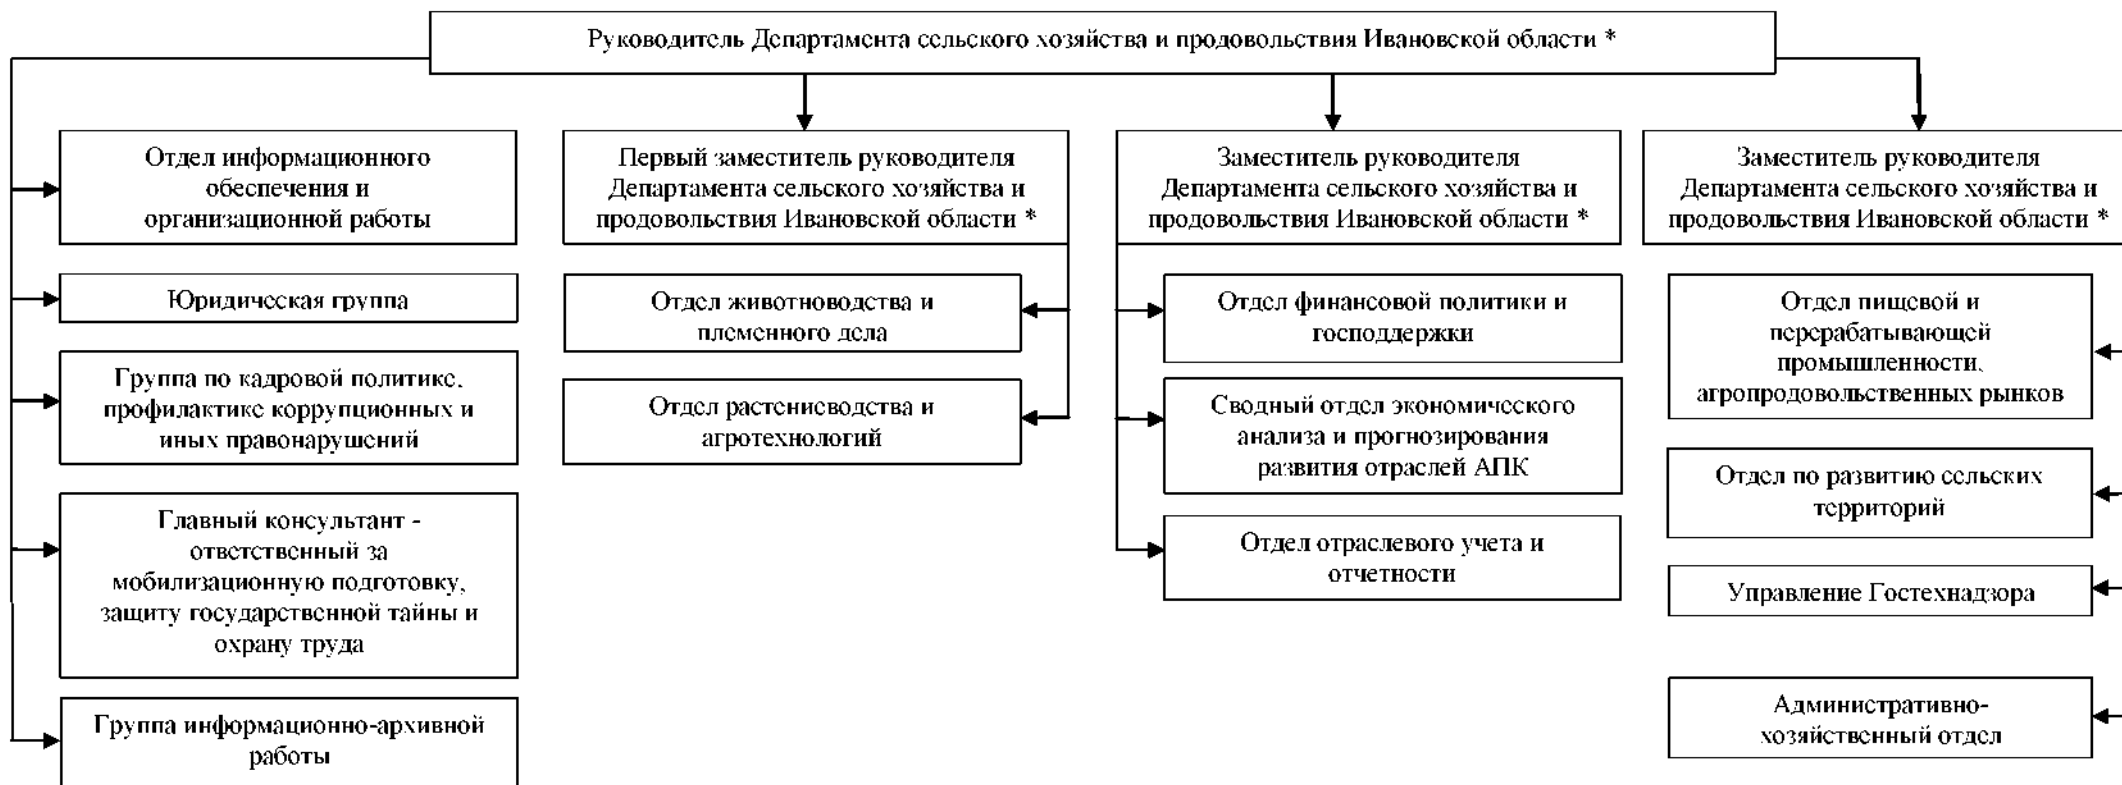 Руководитель Департамента сельского хозяйства и продовольствия Ивановской области *
Отдел информационного
обеспечения и
организационной работы
Юридическая группа
Группа по кадровой политике,
профилактике коррупционных и
иных правонарушений
Главный консультант -
ответственный за
мобилизационную подготовку,
защиту государственной тайны и
охрану труда
Группа информационно-архивной
работы
Первый заместитель руководителя
Департамента сельского хозяйства и
продовольствия Ивановской области *
Отдел животноводства и
племенного дела
Отдел растениеводства и
агротехнологий
Заместитель руководителя
Департамента сельского хозяйства и
продовольствия Ивановской области *
Отдел финансовой политики и
господдержки
Сводный отдел экономического
анализа и прогнозирования
развития отраслей АПК
Отдел отраслевого учета и
отчетности
Заместитель руководителя
Департамента сельского хозяйства и
продовольствия Ивановской области *
Отдел пищевой и
перерабатывающей
промышленности,
агропродовольственных рынков
Отдел по развитию сельских
территорий
Управление Гостехнадзора
Административно-
хозяйственный отдел